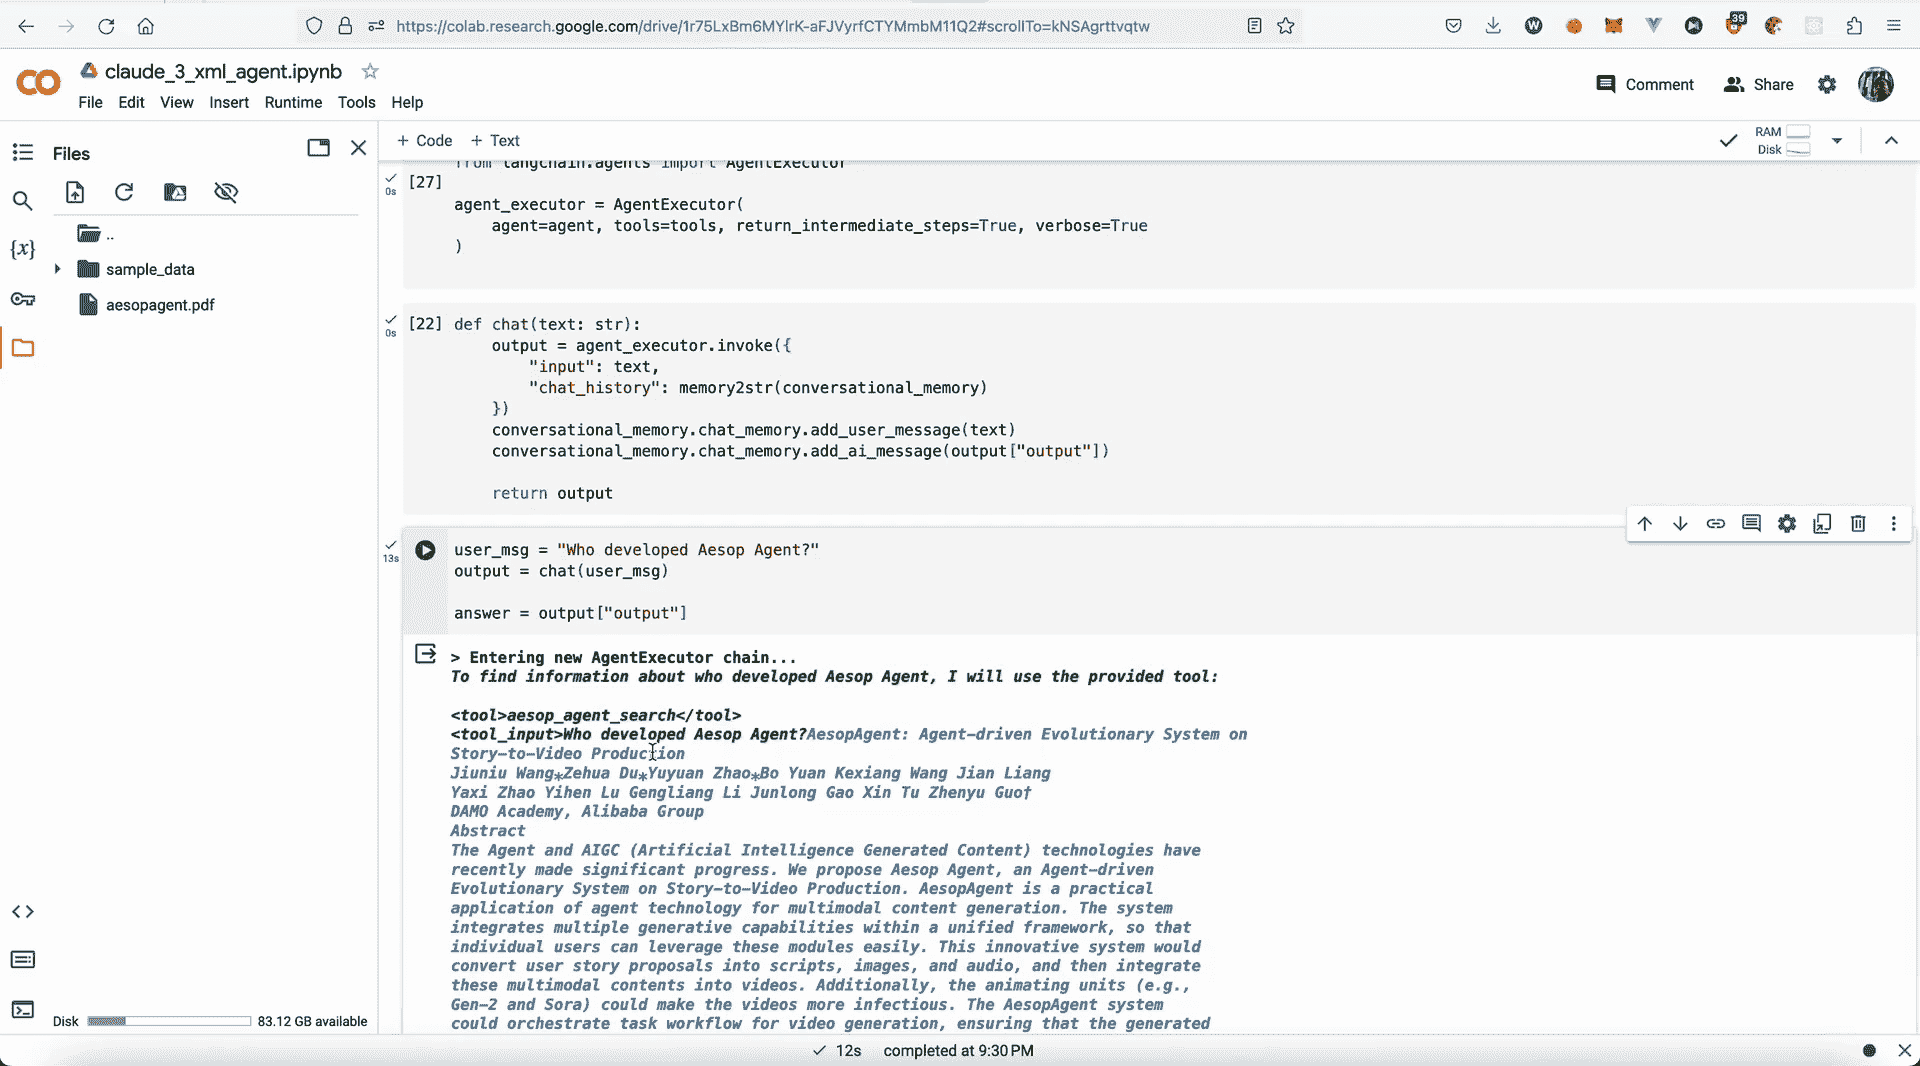 https://colab.research.google.com/drive/1r75LxBm6MYlrK-aFJVyrfCTYMmbM11Q2#scrollTo=kNSAgrttvqtw
39
CO
claude_3_xml_agent.ipynb
File Edit View Insert Runtime Tools Help
Comment
Share
Files
+ Code + Text
RAM
Disk
..
sample_data
aesopagent.pdf
{x}
from langchain.agents import AgentExecutor
0s
[27]
agent_executor = AgentExecutor(
agent=agent, tools=tools, return_intermediate_steps=True, verbose=True
)
0s
[22] def chat(text: str):
output = agent_executor.invoke({
"input": text,
"chat_history": memory2str(conversational_memory)
})
conversational_memory.chat_memory.add_user_message(text)
conversational_memory.chat_memory.add_ai_message(output["output"])
return output
13s
user_msg = "Who developed Aesop Agent?"
output = chat(user_msg)
answer = output["output"]
> Entering new AgentExecutor chain...
To find information about who developed Aesop Agent, I will use the provided tool:
<tool>aesop_agent_search</tool>
<tool_input>Who developed Aesop Agent?AesopAgent: Agent-driven Evolutionary System on
Story-to-Video Production
Jiuniu Wang∗Zehua Du∗Yuyuan Zhao∗Bo Yuan Kexiang Wang Jian Liang
Yaxi Zhao Yihen Lu Gengliang Li Junlong Gao Xin Tu Zhenyu Guo†
DAMO Academy, Alibaba Group
Abstract
The Agent and AIGC (Artificial Intelligence Generated Content) technologies have
recently made significant progress. We propose Aesop Agent, an Agent-driven
Evolutionary System on Story-to-Video Production. AesopAgent is a practical
application of agent technology for multimodal content generation. The system
integrates multiple generative capabilities within a unified framework, so that
individual users can leverage these modules easily. This innovative system would
convert user story proposals into scripts, images, and audio, and then integrate
these multimodal contents into videos. Additionally, the animating units (e.g.,
Gen-2 and Sora) could make the videos more infectious. The AesopAgent system
could orchestrate task workflow for video generation, ensuring that the generated
Disk 83.12 GB available
12s completed at 9:30 PM